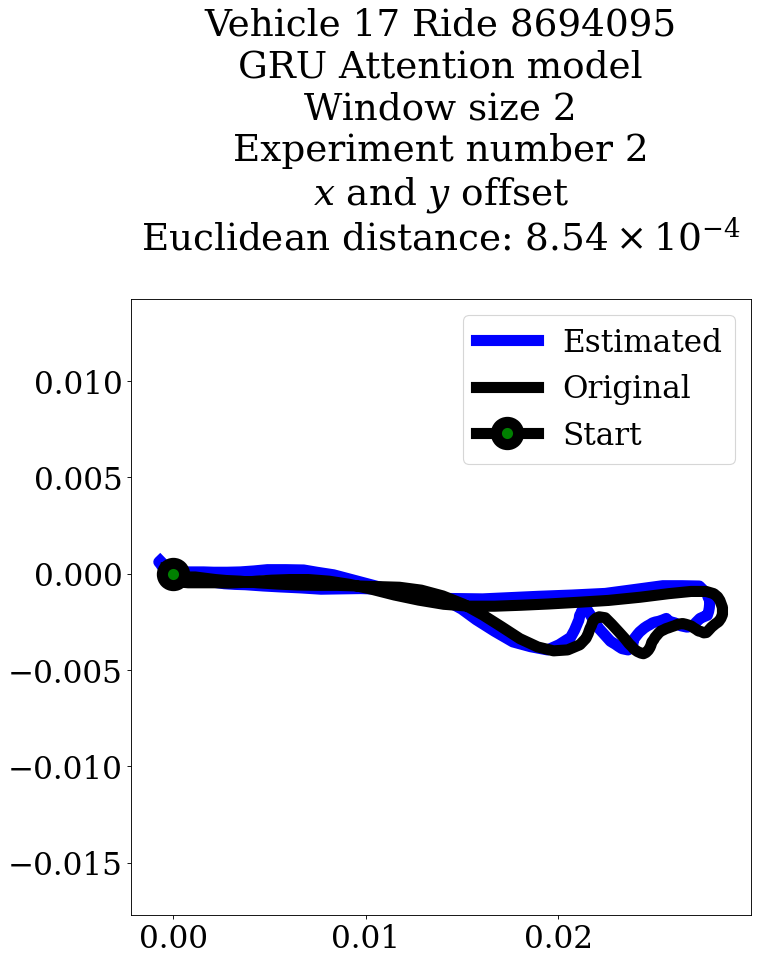 Vehicle 17 Ride 8694095
GRU Attention model
Window size 2
Experiment number 2
x and y offset
Euclidean distance: 8.54 × 10⁻⁴
Estimated
Original
Start
0.010
0.005
0.000
−0.005
−0.010
−0.015
0.00 0.01 0.02